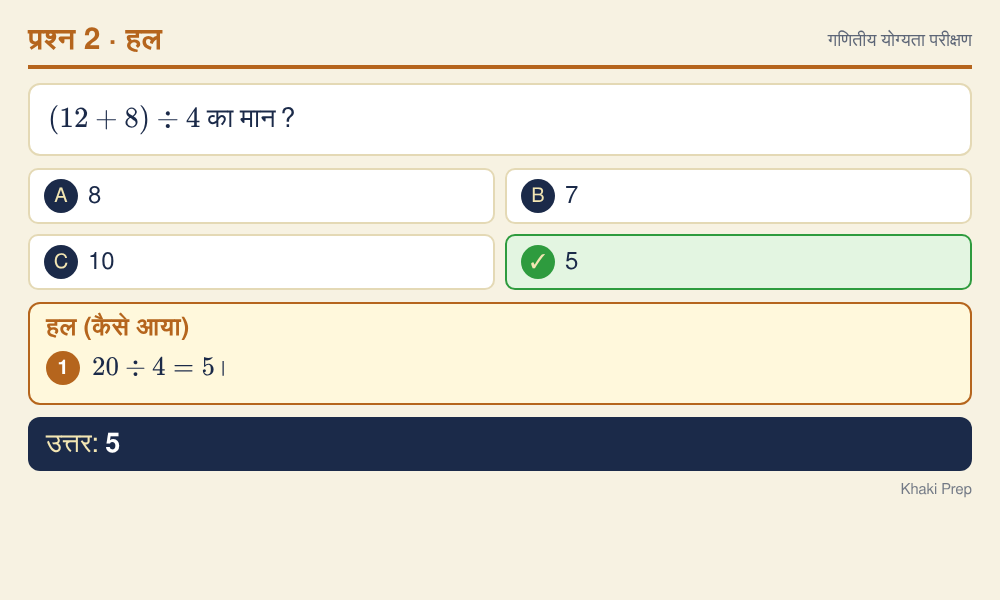 प्रश्न 2 · हल
गणितीय योग्यता परीक्षण
(12 + 8) ÷ 4 का मान ?
A 8
B 7
C 10
✓ 5
हल (कैसे आया)
1 20 ÷ 4 = 5।
उत्तर: 5
Khaki Prep